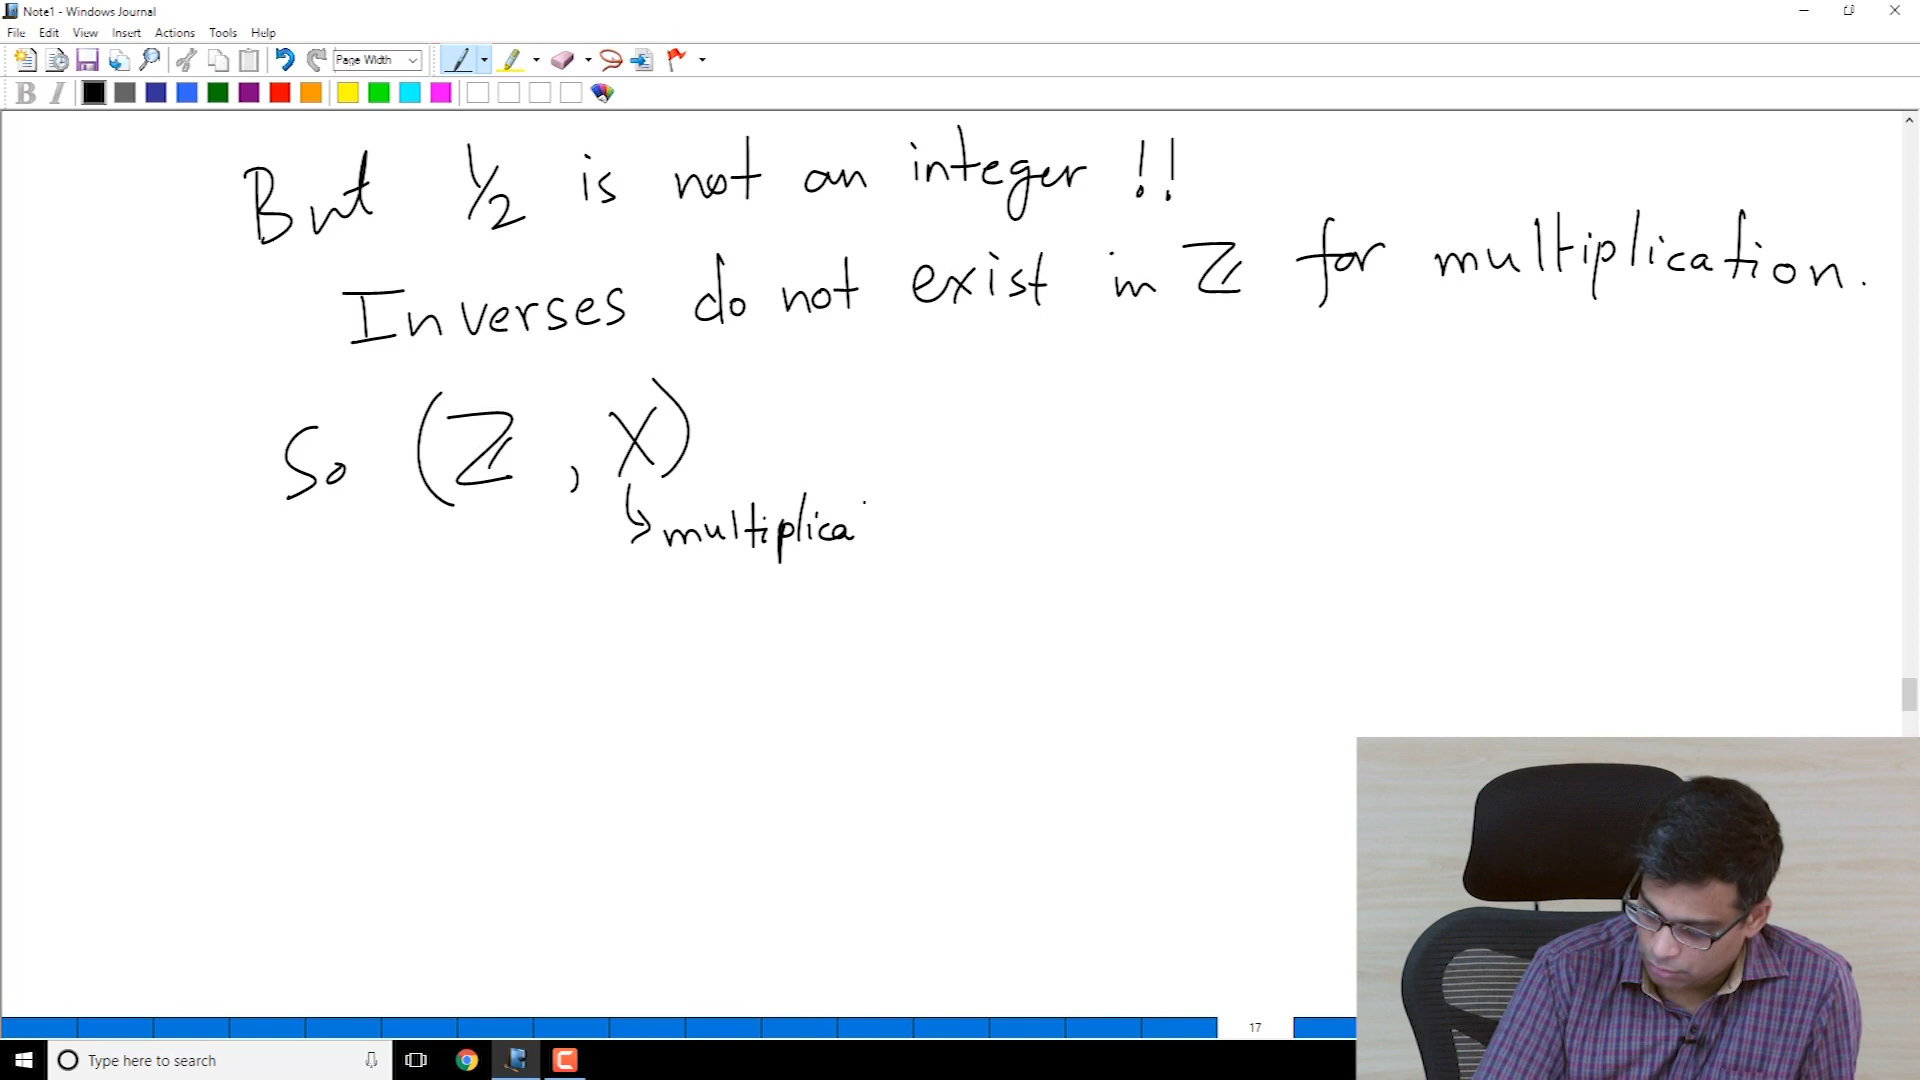 Note1 - Windows Journal
File Edit View Insert Actions Tools Help
Page Width
B I
But 1/2 is not an integer !!
Inverses do not exist in ℤ for multiplication.
So (ℤ , ×)
multiplica
17
Type here to search